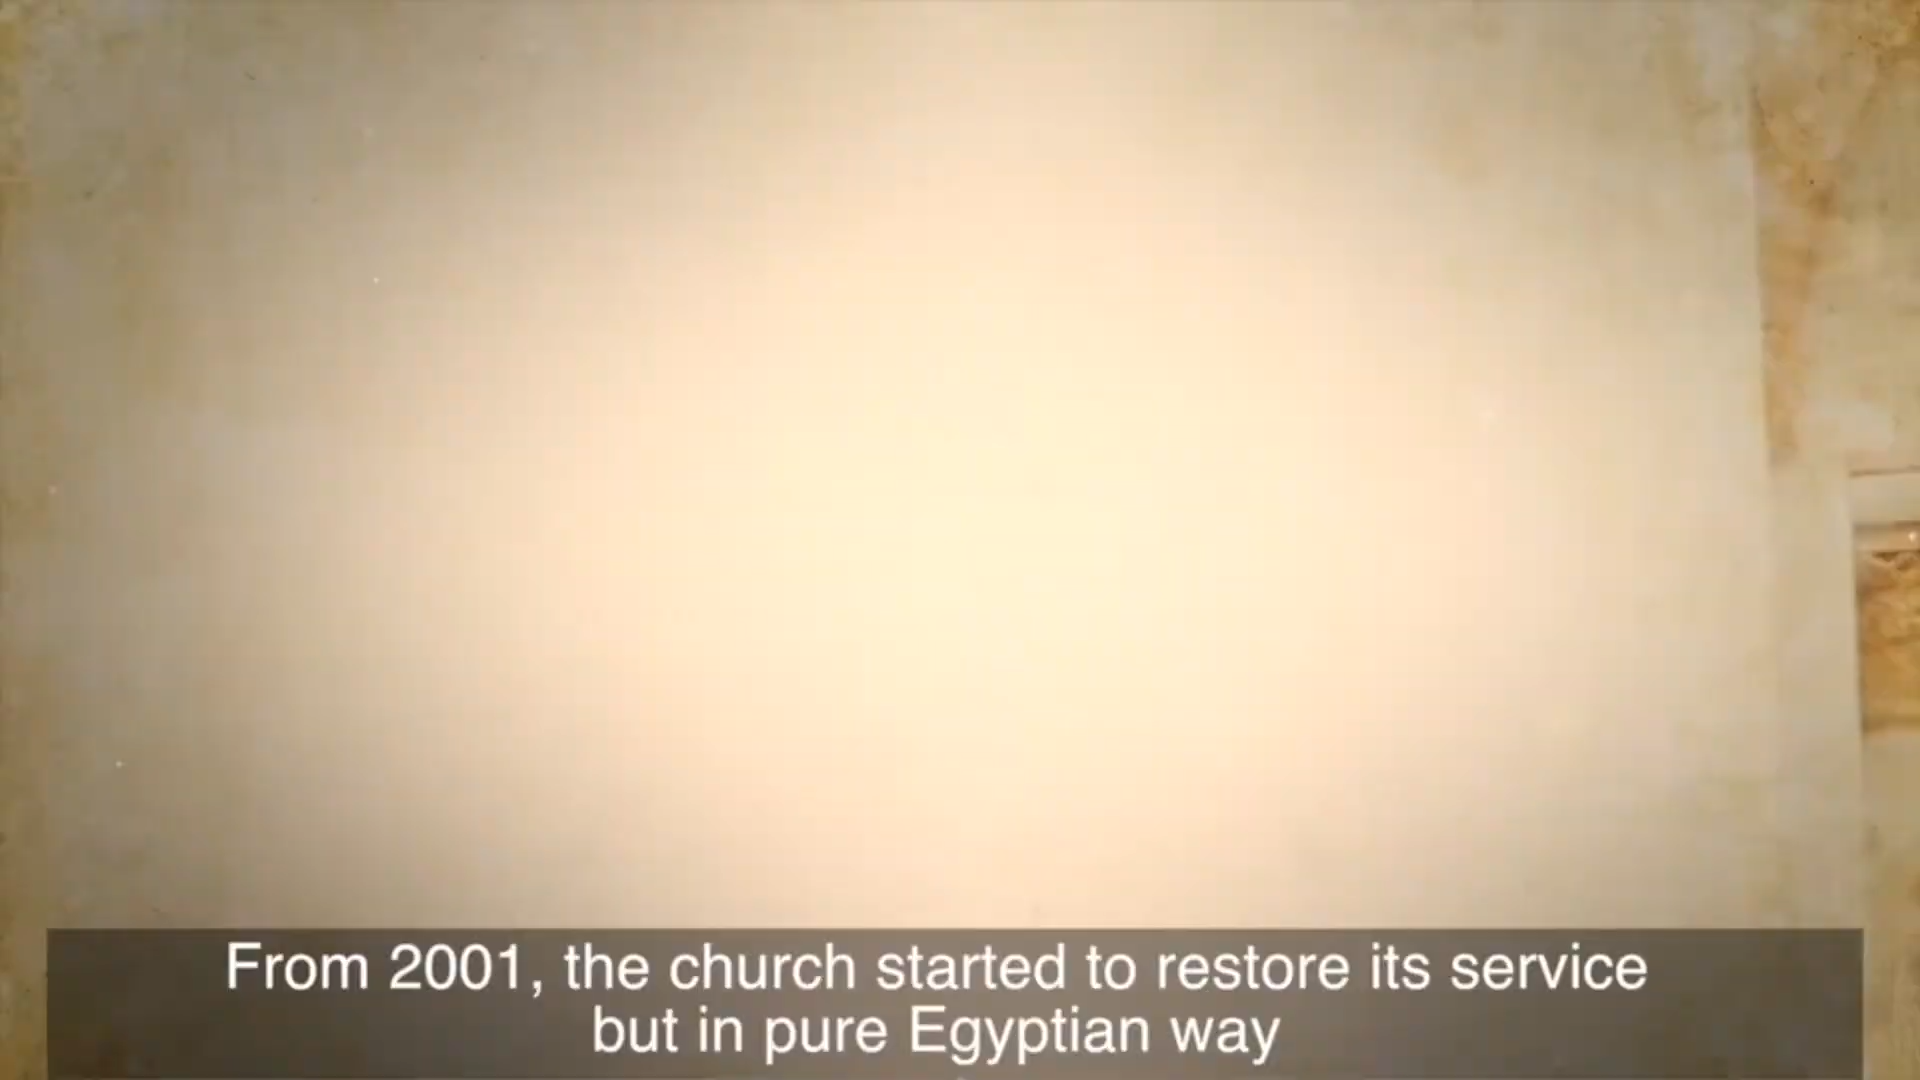 From 2001, the church started to restore its service
but in pure Egyptian way